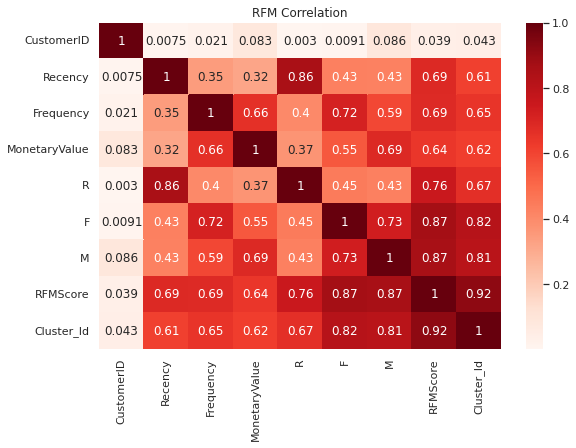 RFM Correlation
CustomerID 1 0.0075 0.021 0.083 0.003 0.0091 0.086 0.039 0.043
Recency 0.0075 1 0.35 0.32 0.86 0.43 0.43 0.69 0.61
Frequency 0.021 0.35 1 0.66 0.4 0.72 0.59 0.69 0.65
MonetaryValue 0.083 0.32 0.66 1 0.37 0.55 0.69 0.64 0.62
R 0.003 0.86 0.4 0.37 1 0.45 0.43 0.76 0.67
F 0.0091 0.43 0.72 0.55 0.45 1 0.73 0.87 0.82
M 0.086 0.43 0.59 0.69 0.43 0.73 1 0.87 0.81
RFMScore 0.039 0.69 0.69 0.64 0.76 0.87 0.87 1 0.92
Cluster_Id 0.043 0.61 0.65 0.62 0.67 0.82 0.81 0.92 1
CustomerID Recency Frequency MonetaryValue R F M RFMScore Cluster_Id
1.0
0.8
0.6
0.4
0.2